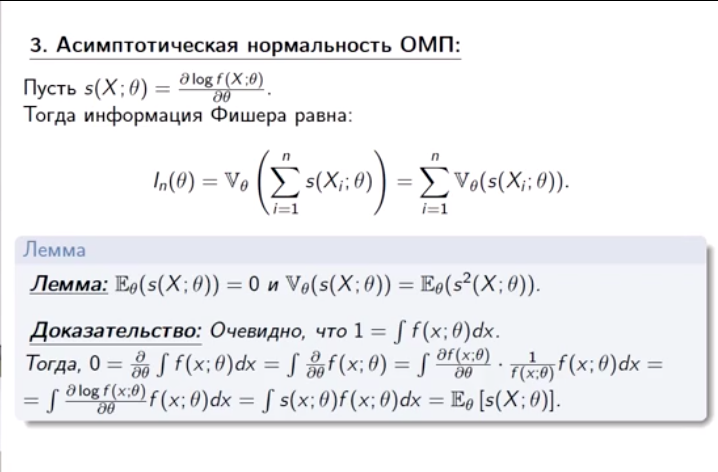 3. Асимптотическая нормальность ОМП:
Пусть $s(X;\theta) = \frac{\partial \log f(X;\theta)}{\partial\theta}$.
Тогда информация Фишера равна:
$I_n(\theta) = \mathbb{V}_\theta \left( \sum_{i=1}^{n} s(X_i;\theta) \right) = \sum_{i=1}^{n} \mathbb{V}_\theta(s(X_i;\theta)).$
Лемма
Лемма: $\mathbb{E}_\theta(s(X;\theta)) = 0$ и $\mathbb{V}_\theta(s(X;\theta)) = \mathbb{E}_\theta(s^2(X;\theta))$.
Доказательство: Очевидно, что $1 = \int f(x;\theta)dx$.
Тогда, $0 = \frac{\partial}{\partial\theta} \int f(x;\theta)dx = \int \frac{\partial}{\partial\theta} f(x;\theta) = \int \frac{\partial f(x;\theta)}{\partial\theta} \cdot \frac{1}{f(x;\theta)} f(x;\theta)dx =$
$= \int \frac{\partial \log f(x;\theta)}{\partial\theta} f(x;\theta)dx = \int s(x;\theta)f(x;\theta)dx = \mathbb{E}_\theta [s(X;\theta)].$